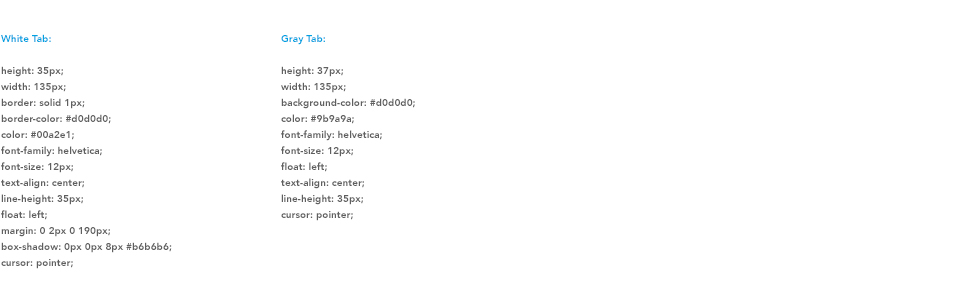 White Tab:
height: 35px;
width: 135px;
border: solid 1px;
border-color: #d0d0d0;
color: #00a2e1;
font-family: helvetica;
font-size: 12px;
text-align: center;
line-height: 35px;
float: left;
margin: 0 2px 0 190px;
box-shadow: 0px 0px 8px #b6b6b6;
cursor: pointer;
Gray Tab:
height: 37px;
width: 135px;
background-color: #d0d0d0;
color: #9b9a9a;
font-family: helvetica;
font-size: 12px;
float: left;
text-align: center;
line-height: 35px;
cursor: pointer;